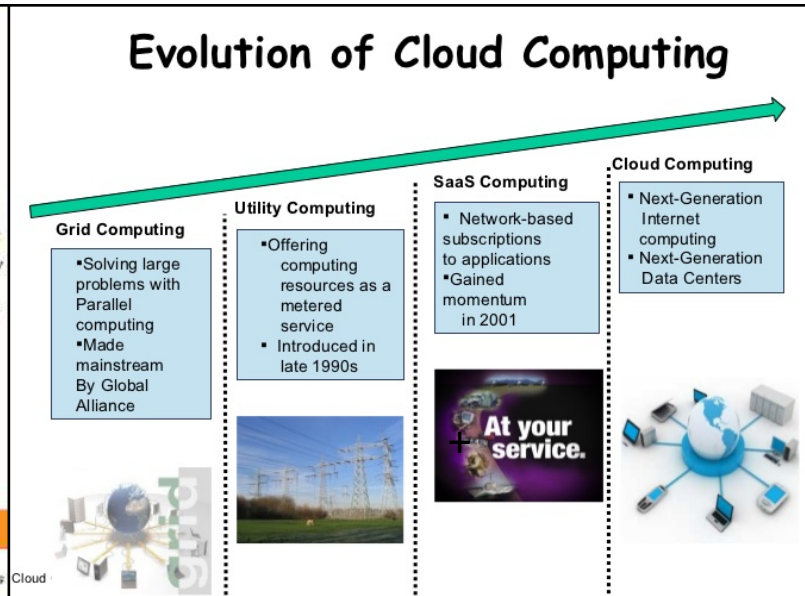 Evolution of Cloud Computing
Grid Computing
▪Solving large
problems with
Parallel
computing
▪Made
mainstream
By Global
Alliance
grid
Utility Computing
▪Offering
computing
resources as a
metered
service
▪ Introduced in
late 1990s
SaaS Computing
▪ Network-based
subscriptions
to applications
▪Gained
momentum
in 2001
At your
service.
Cloud Computing
▪ Next-Generation
Internet
computing
▪ Next-Generation
Data Centers
Cloud